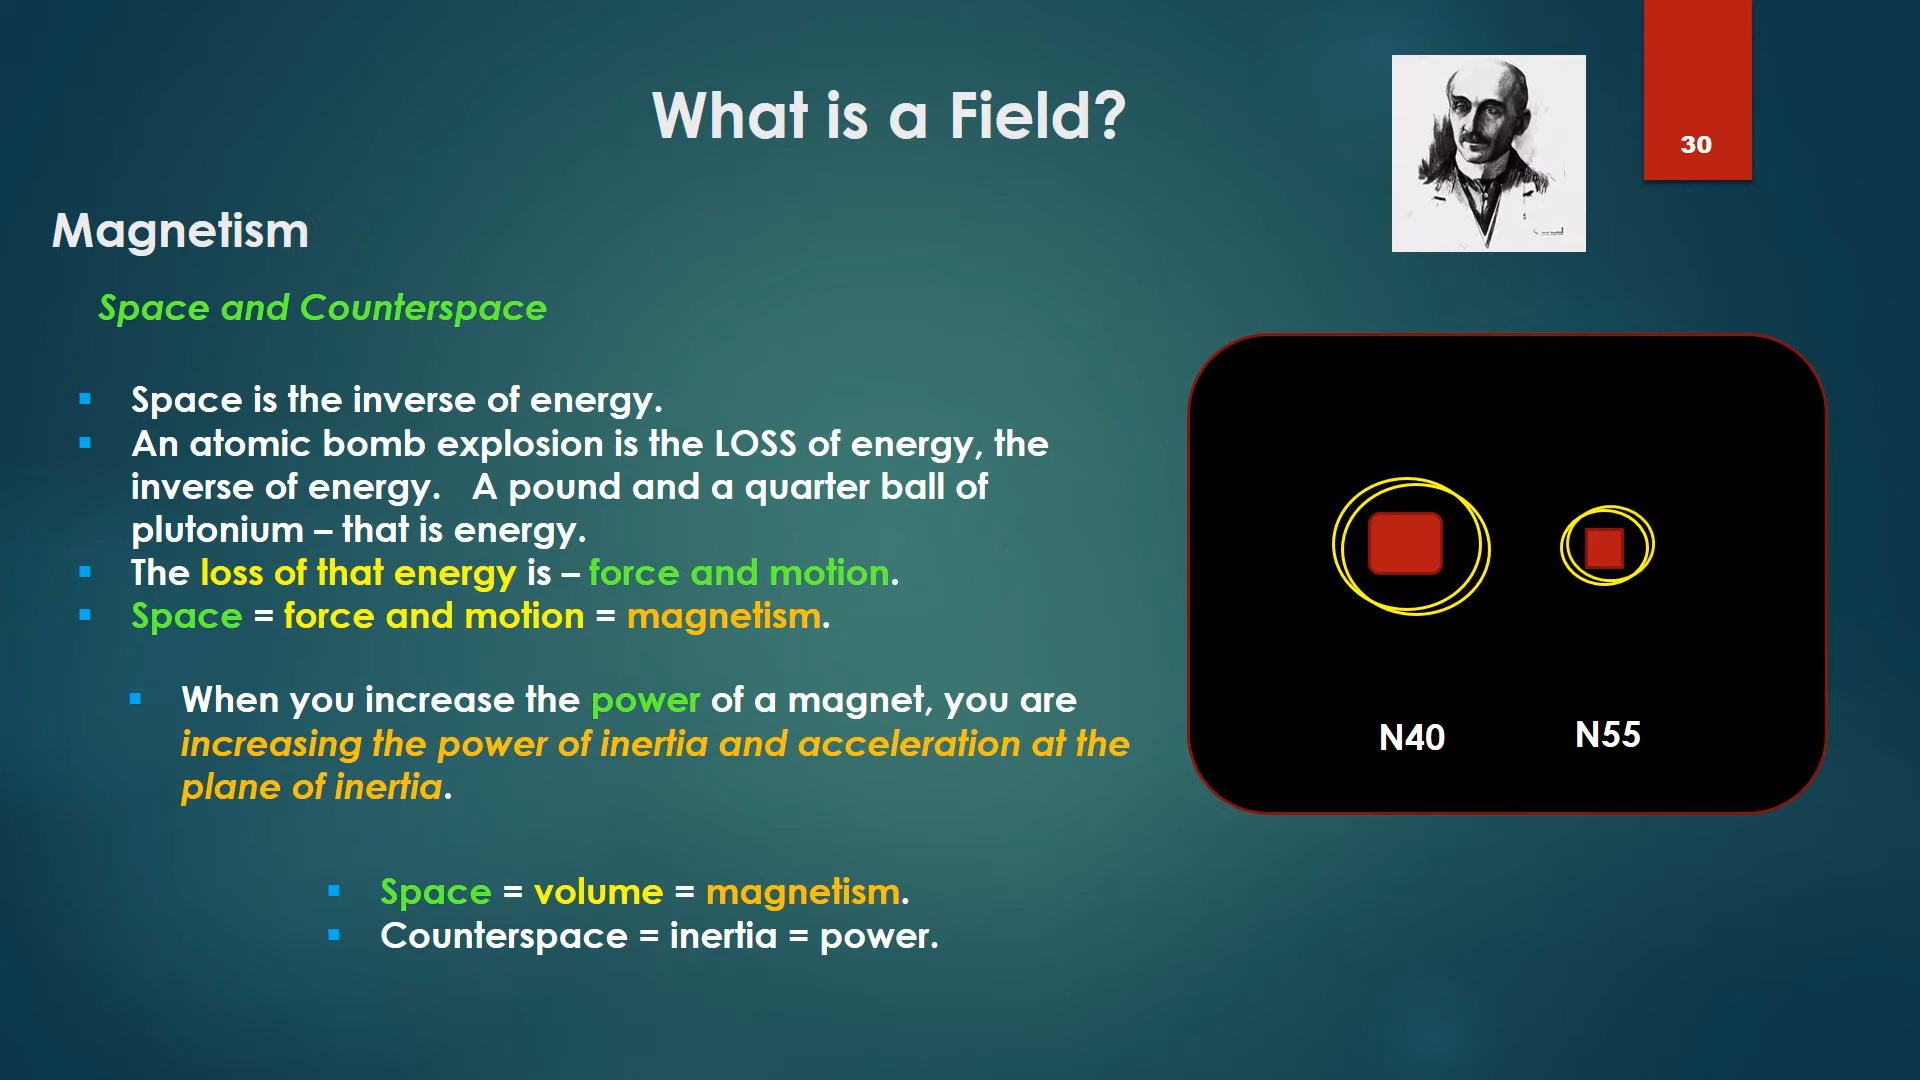 What is a Field?
30
Magnetism
Space and Counterspace
Space is the inverse of energy.
An atomic bomb explosion is the LOSS of energy, the
inverse of energy.   A pound and a quarter ball of
plutonium – that is energy.
The loss of that energy is – force and motion.
Space = force and motion = magnetism.
When you increase the power of a magnet, you are
increasing the power of inertia and acceleration at the
plane of inertia.
Space = volume = magnetism.
Counterspace = inertia = power.
N40
N55